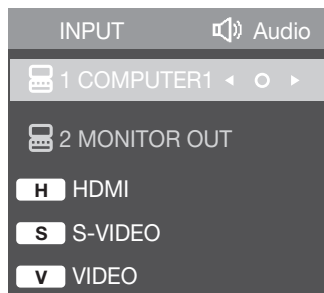 INPUT Audio
1 COMPUTER1
2 MONITOR OUT
H HDMI
S S-VIDEO
V VIDEO